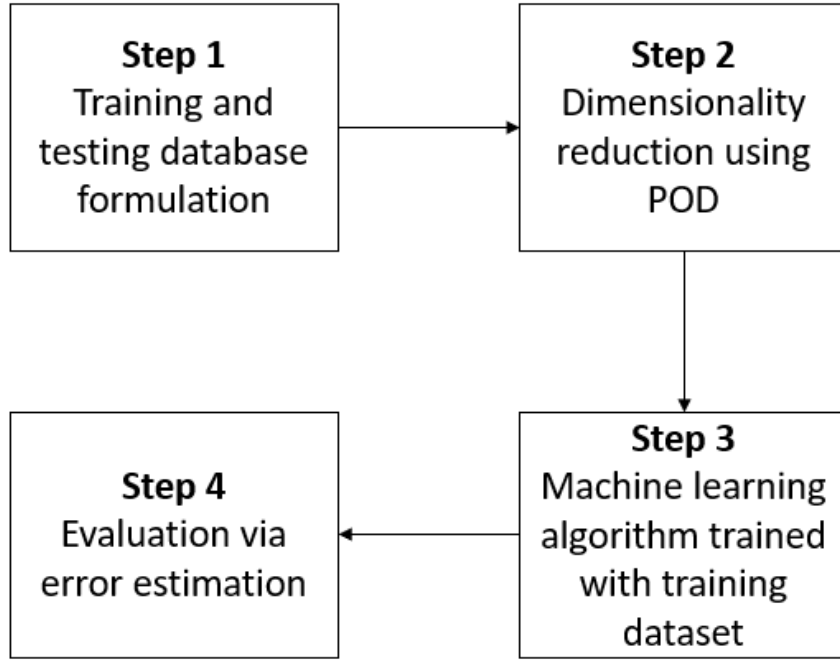 Step 1
Training and
testing database
formulation
Step 2
Dimensionality
reduction using
POD
Step 3
Machine learning
algorithm trained
with training
dataset
Step 4
Evaluation via
error estimation